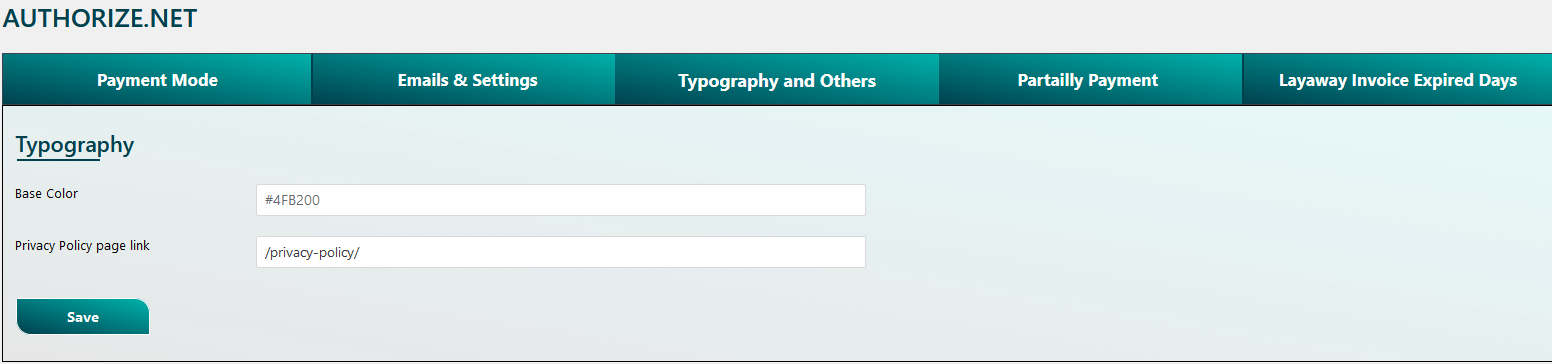 AUTHORIZE.NET
Payment Mode
Emails & Settings
Typography and Others
Partailly Payment
Layaway Invoice Expired Days
Typography
Base Color
#4FB200
Privacy Policy page link
/privacy-policy/
Save